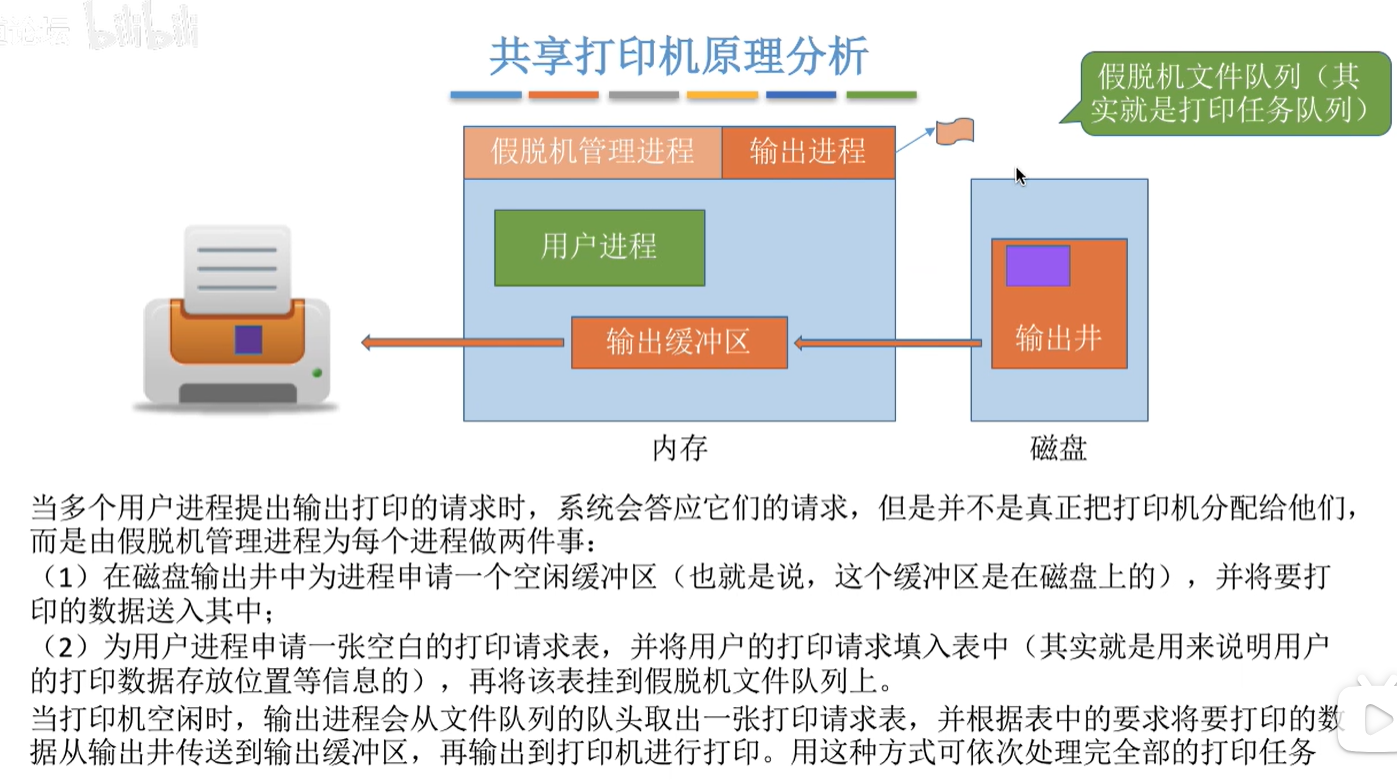 bilibili
共享打印机原理分析
假脱机文件队列（其
实就是打印任务队列）
假脱机管理进程
输出进程
用户进程
输出缓冲区
输出井
内存
磁盘
当多个用户进程提出输出打印的请求时，系统会答应它们的请求，但是并不是真正把打印机分配给他们，
而是由假脱机管理进程为每个进程做两件事：
（1）在磁盘输出井中为进程申请一个空闲缓冲区（也就是说，这个缓冲区是在磁盘上的），并将要打
印的数据送入其中；
（2）为用户进程申请一张空白的打印请求表，并将用户的打印请求填入表中（其实就是用来说明用户
的打印数据存放位置等信息的），再将该表挂到假脱机文件队列上。
当打印机空闲时，输出进程会从文件队列的队头取出一张打印请求表，并根据表中的要求将要打印的数
据从输出井传送到输出缓冲区，再输出到打印机进行打印。用这种方式可依次处理完全部的打印任务